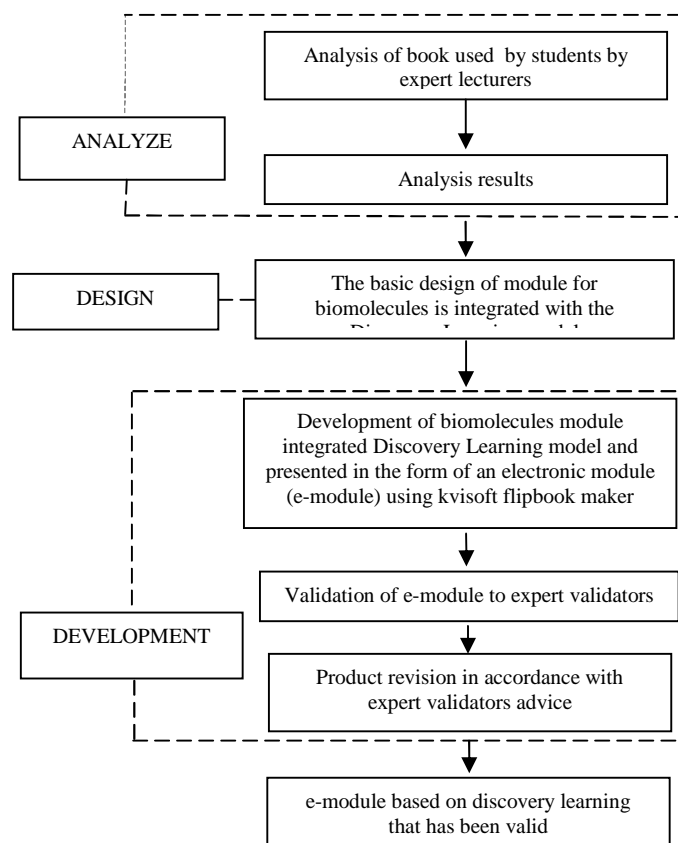 Analysis of book used by students by
expert lecturers
ANALYZE
Analysis results
DESIGN
The basic design of module for
biomolecules is integrated with the
Development of biomolecules module
integrated Discovery Learning model and
presented in the form of an electronic module
(e-module) using kvisoft flipbook maker
Validation of e-module to expert validators
DEVELOPMENT
Product revision in accordance with
expert validators advice
e-module based on discovery learning
that has been valid